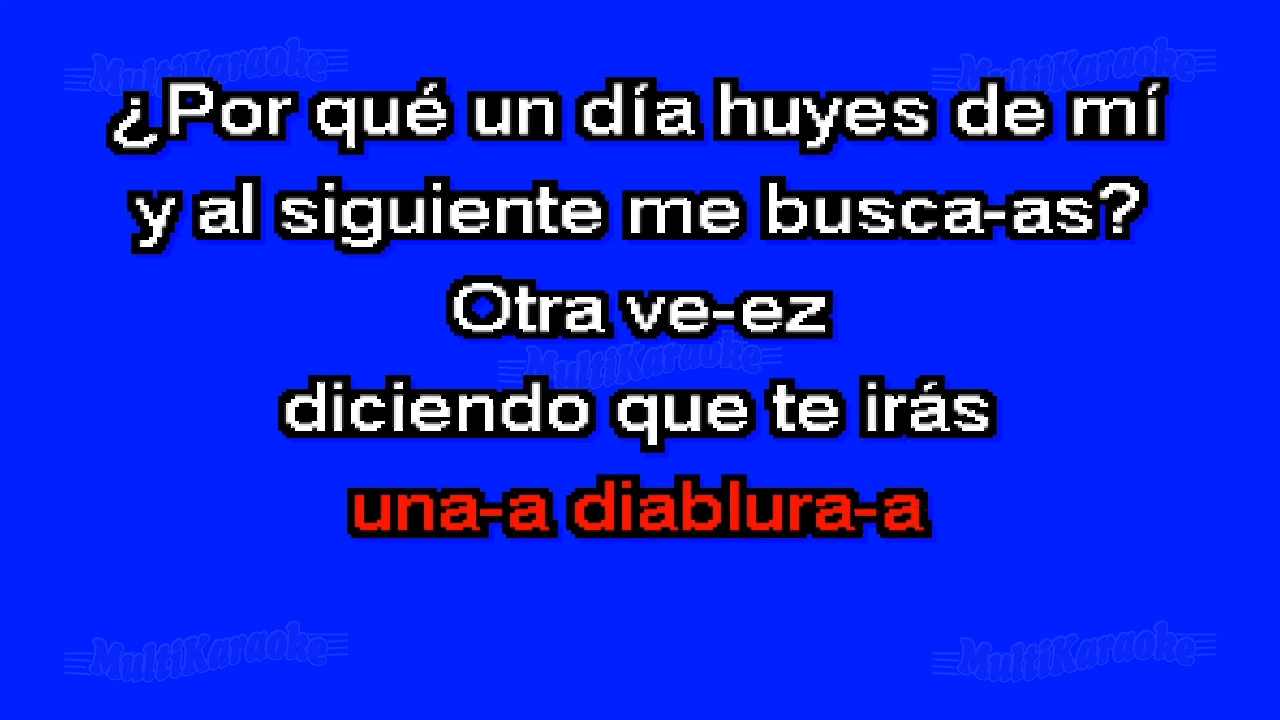 MultiKaraoke MultiKaraoke
¿Por qué un día huyes de mí
y al siguiente me busca-as?
Otra ve-ez
MultiKaraoke
diciendo que te irás
una-a diablura-a
MultiKaraoke MultiKaraoke